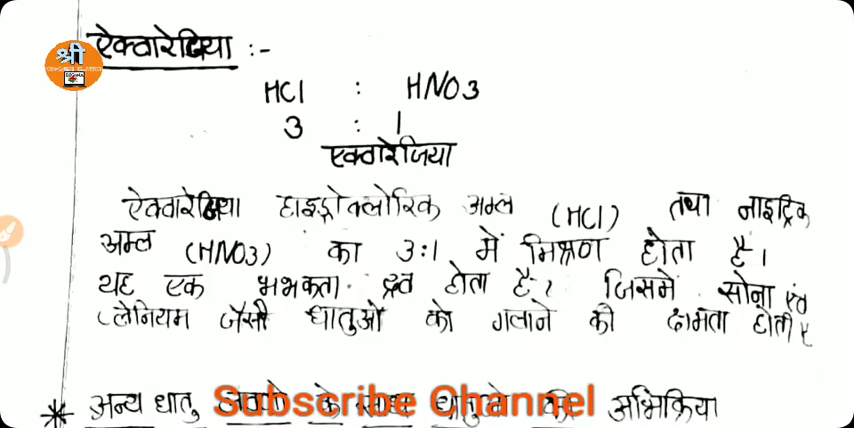 श्री
ऐक्वारेजिया :-
HCl : HNO3
3 : 1
एक्वारेजिया
ऐक्वारेजिया हाइड्रोक्लोरिक अम्ल (HCl) तथा नाइट्रिक
अम्ल (HNO3) का 3:1 में मिश्रण होता है।
यह एक भभकता द्रव होता है। जिसमें सोना एवं
प्लेनियम जैसी धातुओं को गलाने की क्षमता होती
* अन्य धातु के साथ की अभिक्रिया
Subscribe Channel